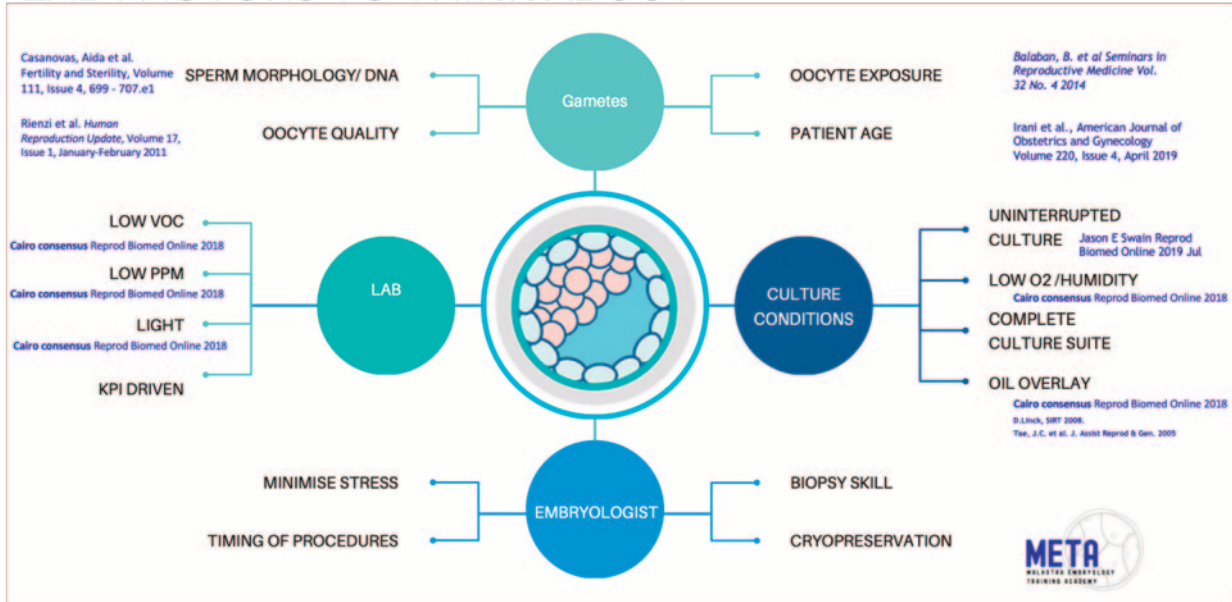 Casanovas, Aida et al.
Fertility and Sterility, Volume
111, Issue 4, 699 - 707.e1
Rienzi et al. Human
Reproduction Update, Volume 17,
Issue 1, January-February 2011
SPERM MORPHOLOGY/ DNA
OOCYTE QUALITY
Gametes
OOCYTE EXPOSURE
PATIENT AGE
Balaban, B. et al Seminars in
Reproductive Medicine Vol.
32 No. 4 2014
Irani et al., American Journal of
Obstetrics and Gynecology
Volume 220, Issue 4, April 2019
LOW VOC
Cairo consensus Reprod Biomed Online 2018
LOW PPM
Cairo consensus Reprod Biomed Online 2018
LIGHT
Cairo consensus Reprod Biomed Online 2018
KPI DRIVEN
LAB
CULTURE
CONDITIONS
UNINTERRUPTED
CULTURE
Jason E Swain Reprod
Biomed Online 2019 Jul
LOW O2 /HUMIDITY
Cairo consensus Reprod Biomed Online 2018
COMPLETE
CULTURE SUITE
OIL OVERLAY
Cairo consensus Reprod Biomed Online 2018
D.Linck, SIRT 2008.
Tae, J.C. et al. J. Assist Reprod & Gen. 2005
MINIMISE STRESS
TIMING OF PROCEDURES
EMBRYOLOGIST
BIOPSY SKILL
CRYOPRESERVATION
META
MALHOTRA EMBRYOLOGY
TRAINING ACADEMY